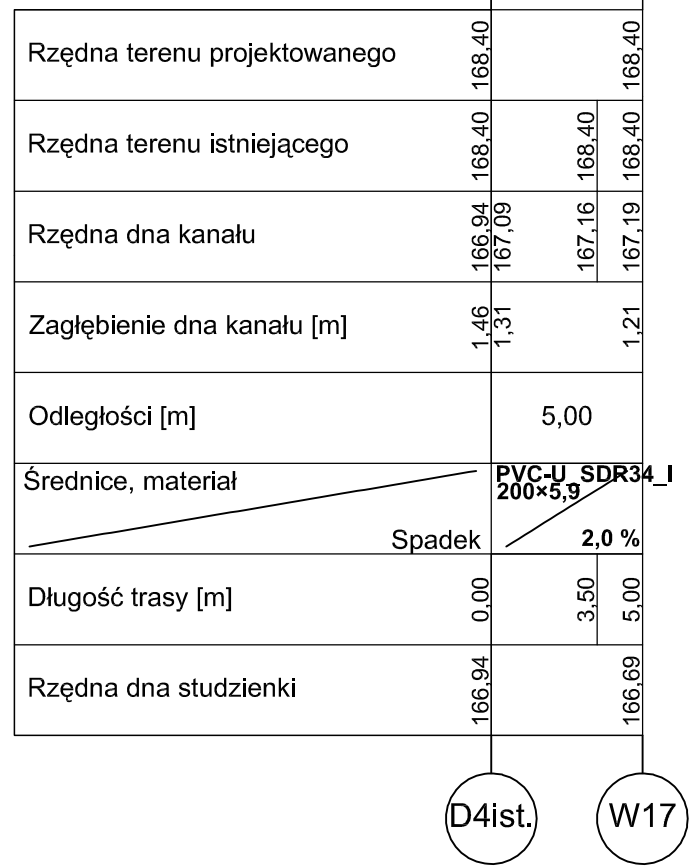 Rzędna terenu projektowanego 168,40 168,40
Rzędna terenu istniejącego 168,40 168,40 168,40
Rzędna dna kanału 166,94 167,09 167,16 167,19
Zagłębienie dna kanału [m] 1,46 1,31 1,21
Odległości [m] 5,00
Średnice, materiał PVC-U_SDR34_I
200×5,9
Spadek 2,0 %
Długość trasy [m] 0,00 3,50 5,00
Rzędna dna studzienki 166,94 166,69
D4ist. W17